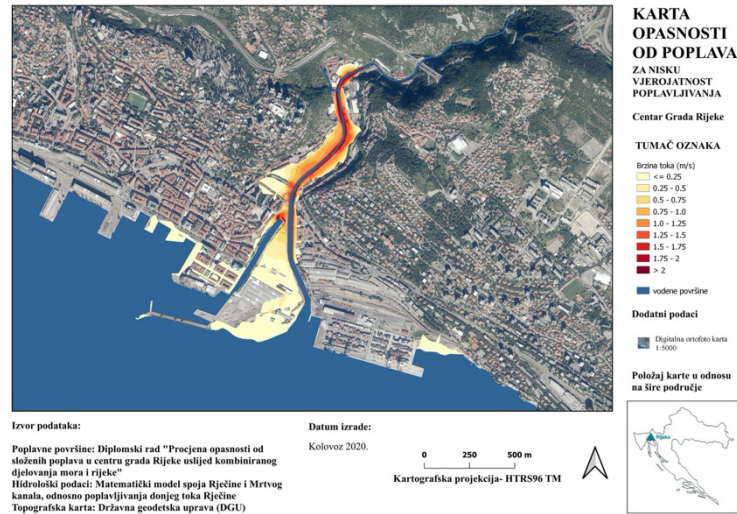 KARTA
OPASNOSTI
OD POPLAVA
ZA NISKU
VJEROJATNOST
POPLAVLJIVANJA
Centar Grada Rijeke
TUMAČ OZNAKA
Brzina toka (m/s)
<= 0.25
0.25 - 0.5
0.5 - 0.75
0.75 - 1.0
1.0 - 1.25
1.25 - 1.5
1.5 - 1.75
1.75 - 2
> 2
vodene površine
Dodatni podaci
Digitalna ortofoto karta
1:5000
Položaj karte u odnosu
na šire područje
Rijeka
Izvor podataka:
Poplavne površine: Diplomski rad "Procjena opasnosti od
složenih poplava u centru grada Rijeke uslijed kombiniranog
djelovanja mora i rijeke"
Hidrološki podaci: Matematički model spoja Rječine i Mrtvog
kanala, odnosno poplavljivanja donjeg toka Rječine
Topografska karta: Državna geodetska uprava (DGU)
Datum izrade:
Kolovoz 2020.
0 250 500 m
Kartografska projekcija- HTRS96 TM